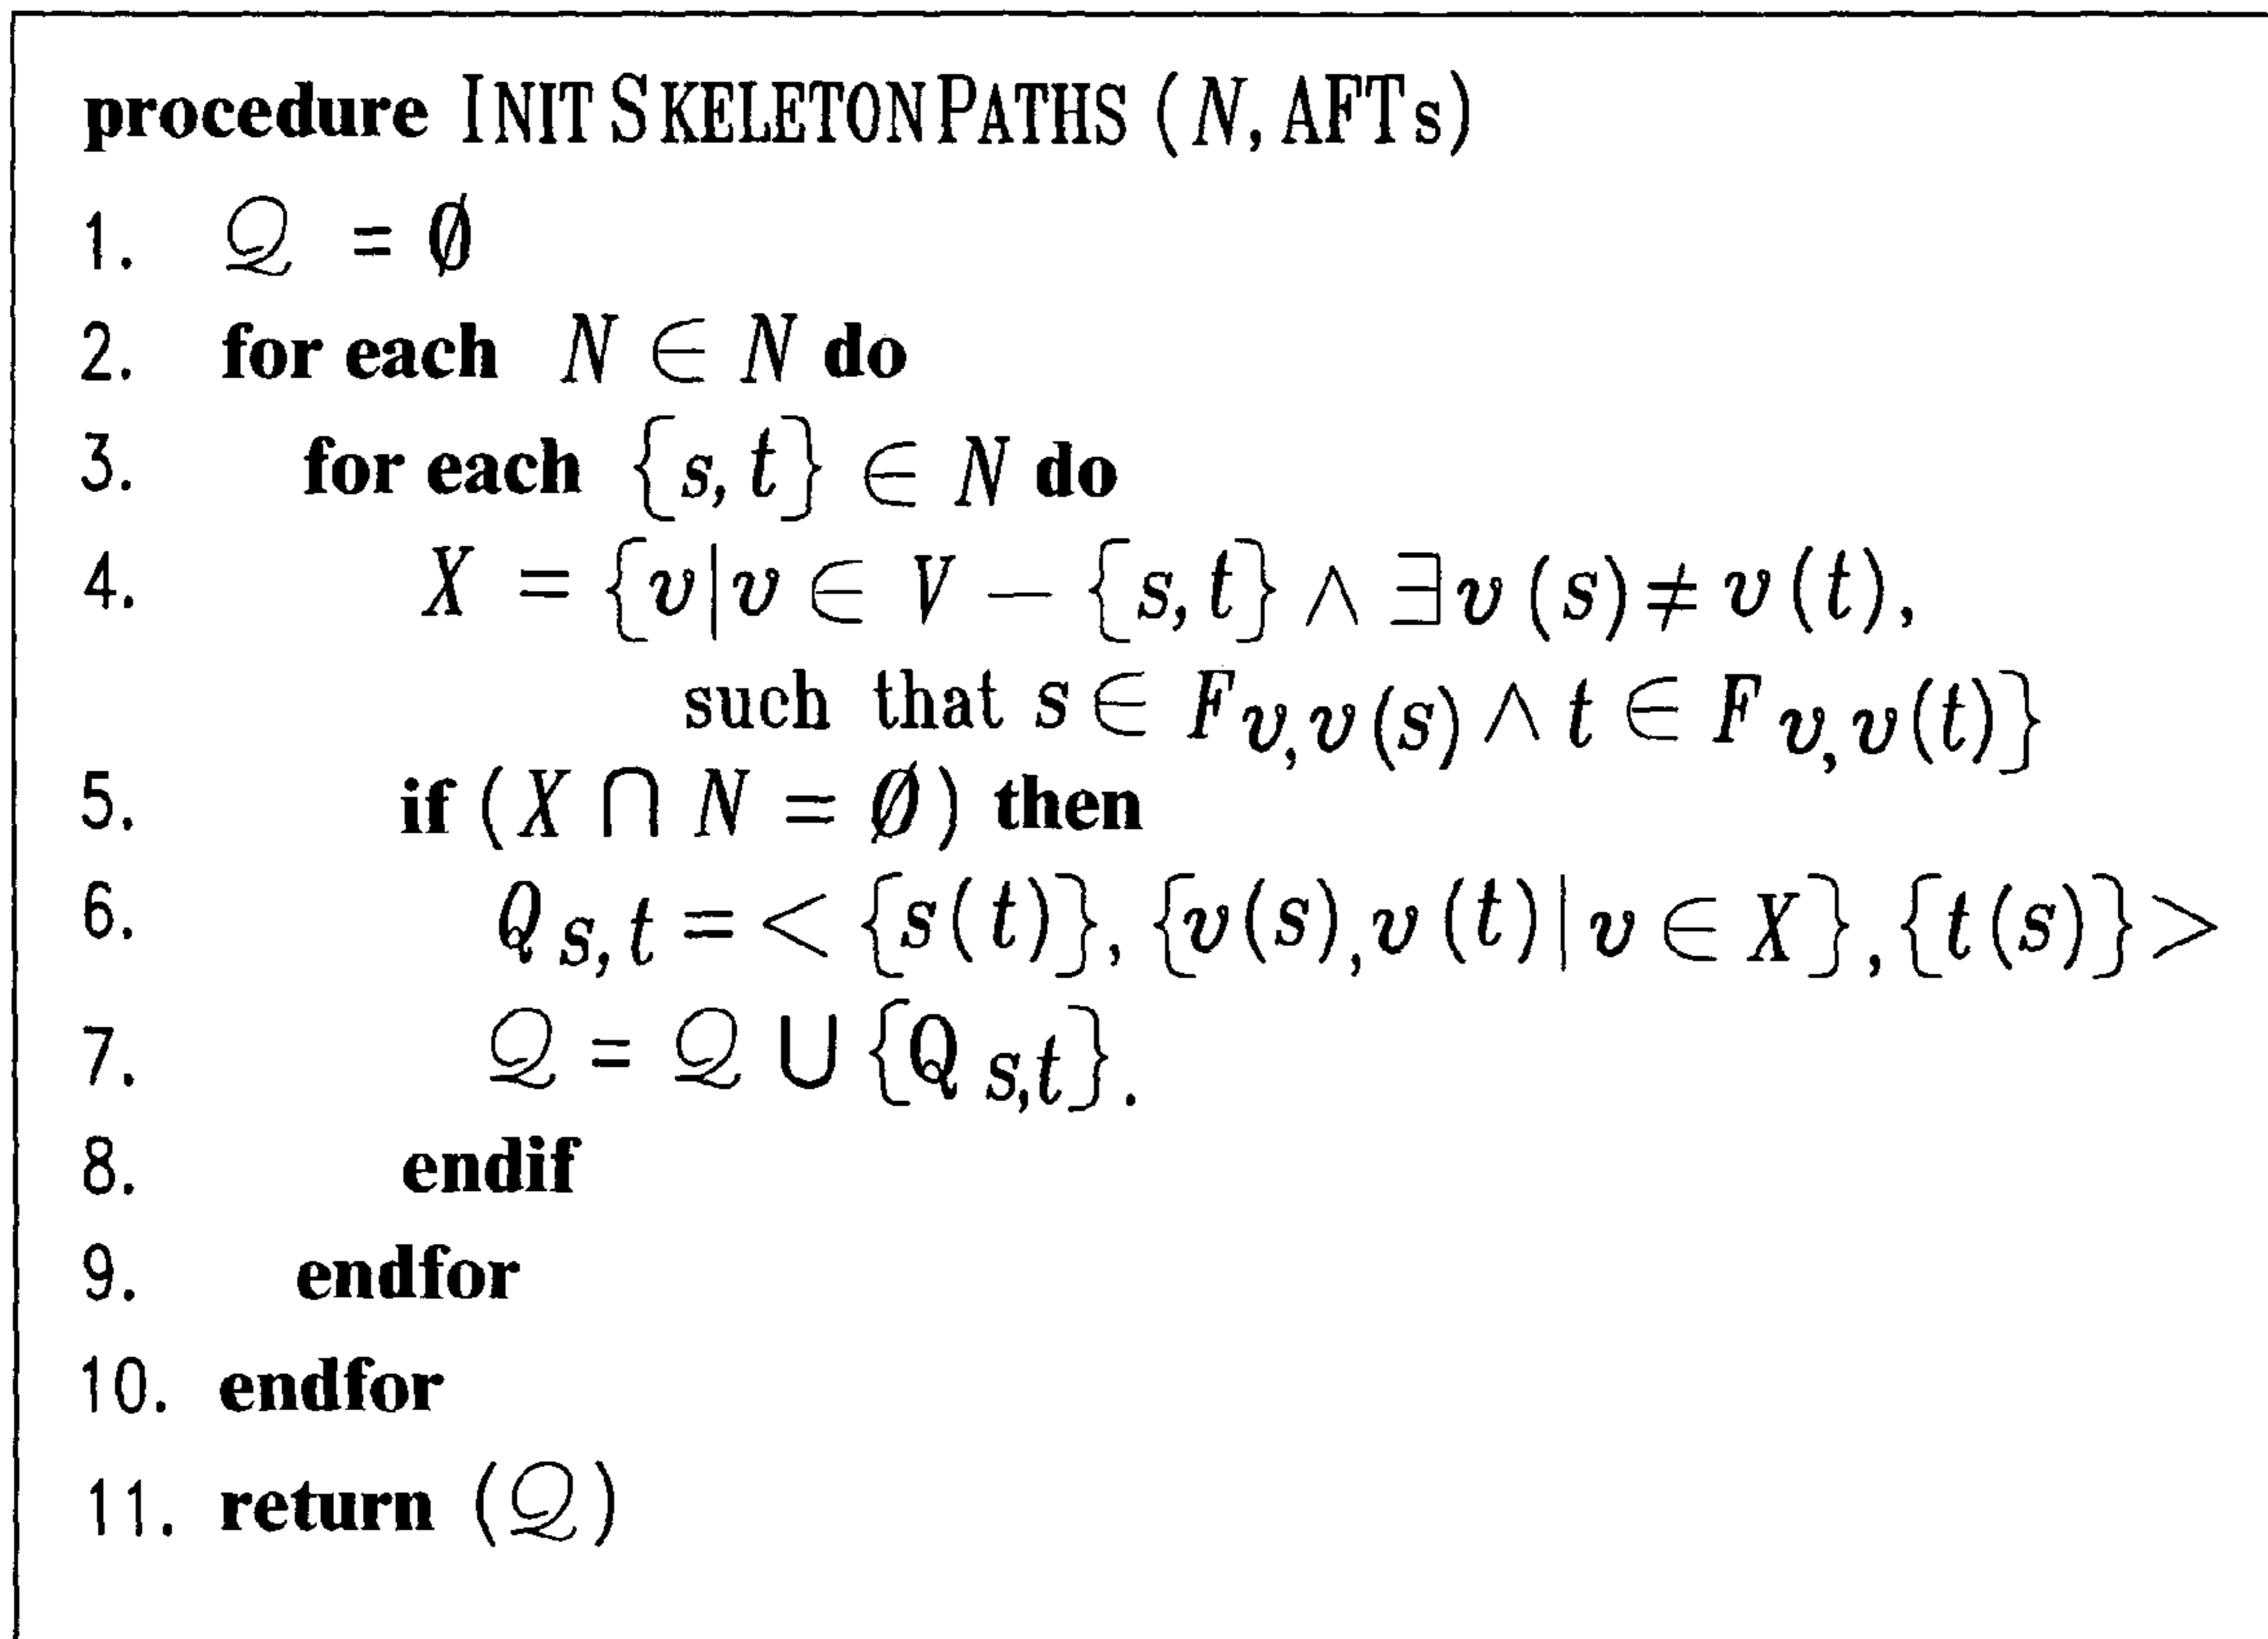 procedure INITSKELETONPATHS (N, AFTs)
1. 𝒬 = ∅
2. for each N ∈ N do
3. for each {s, t} ∈ N do
4. X = {v|v ∈ V — {s, t} ∧ ∃v(s) ≠ v(t),
such that s ∈ F v,v(s) ∧ t ∈ F v,v(t)}
5. if (X ∩ N = ∅) then
6. Q s,t = < {s(t)}, {v(s),v(t)|v ∈ X}, {t(s)} >
7. 𝒬 = 𝒬 ∪ {Q s,t}.
8. endif
9. endfor
10. endfor
11. return (𝒬)